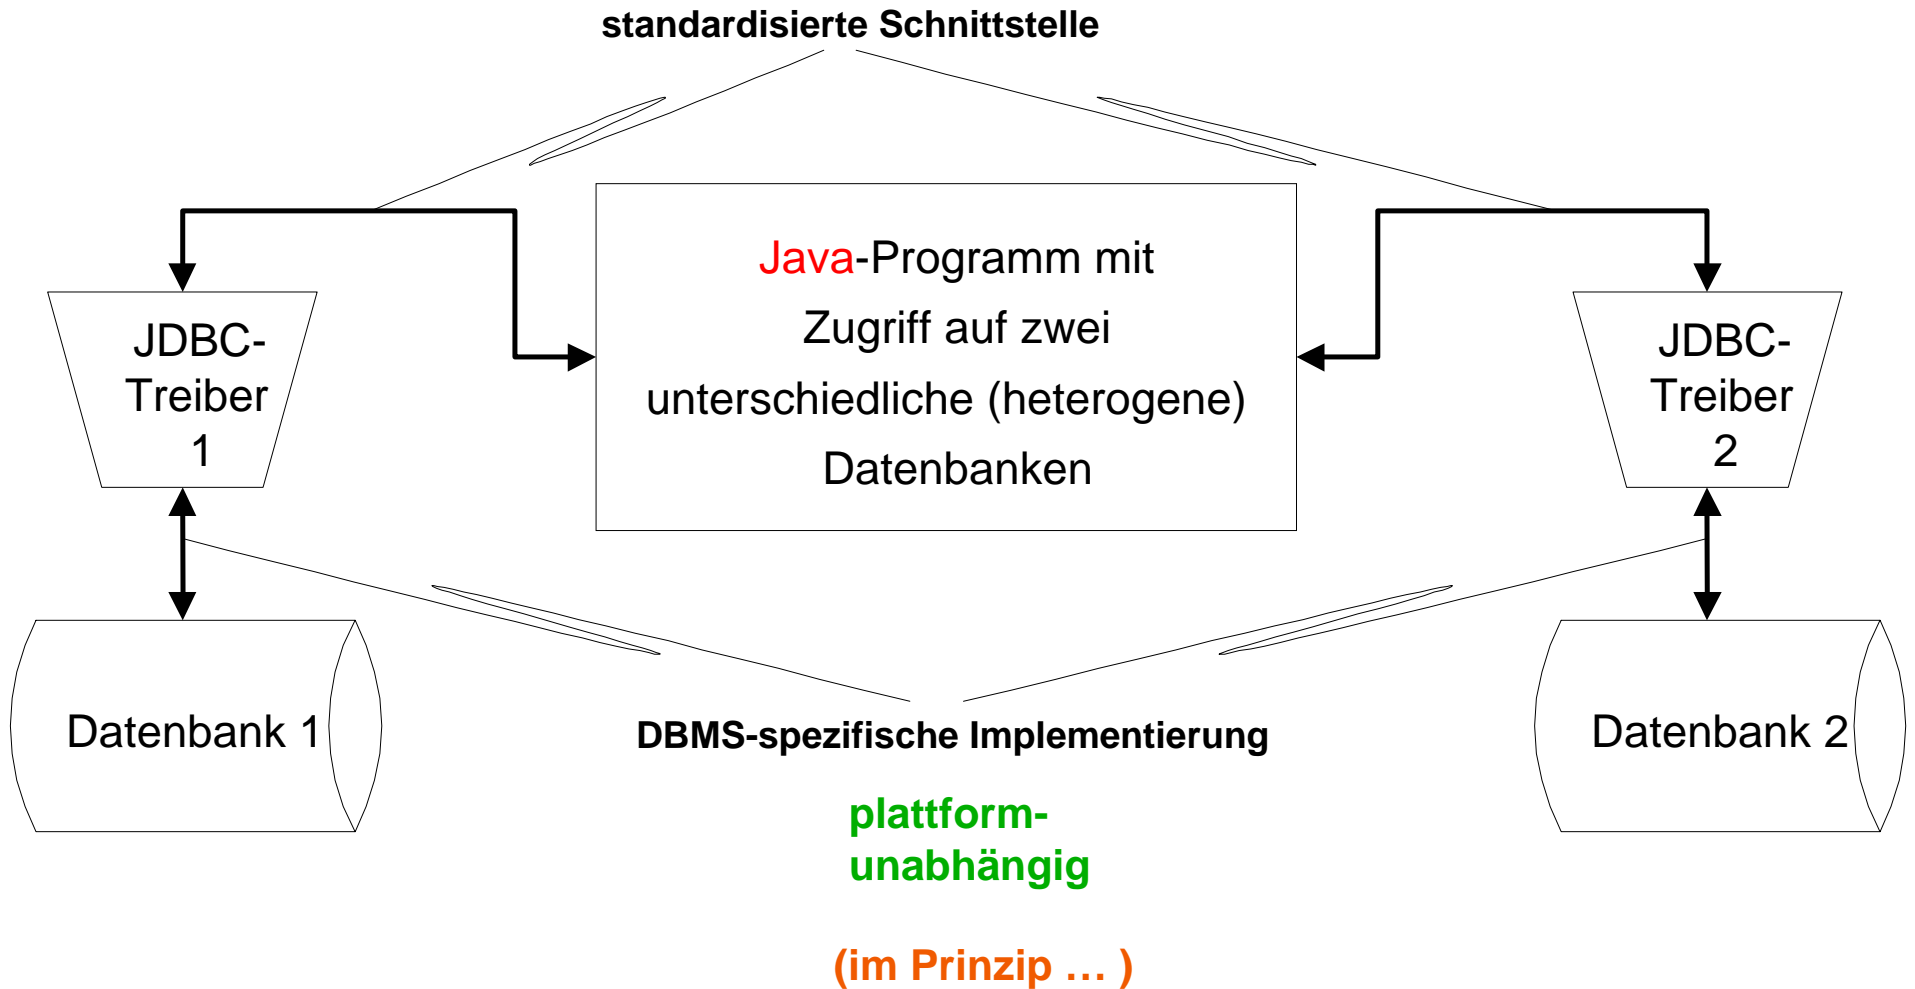 standardisierte Schnittstelle
Java-Programm mit
Zugriff auf zwei
unterschiedliche (heterogene)
Datenbanken
JDBC-
Treiber
1
JDBC-
Treiber
2
Datenbank 1
Datenbank 2
DBMS-spezifische Implementierung
plattform-
unabhängig
(im Prinzip … )